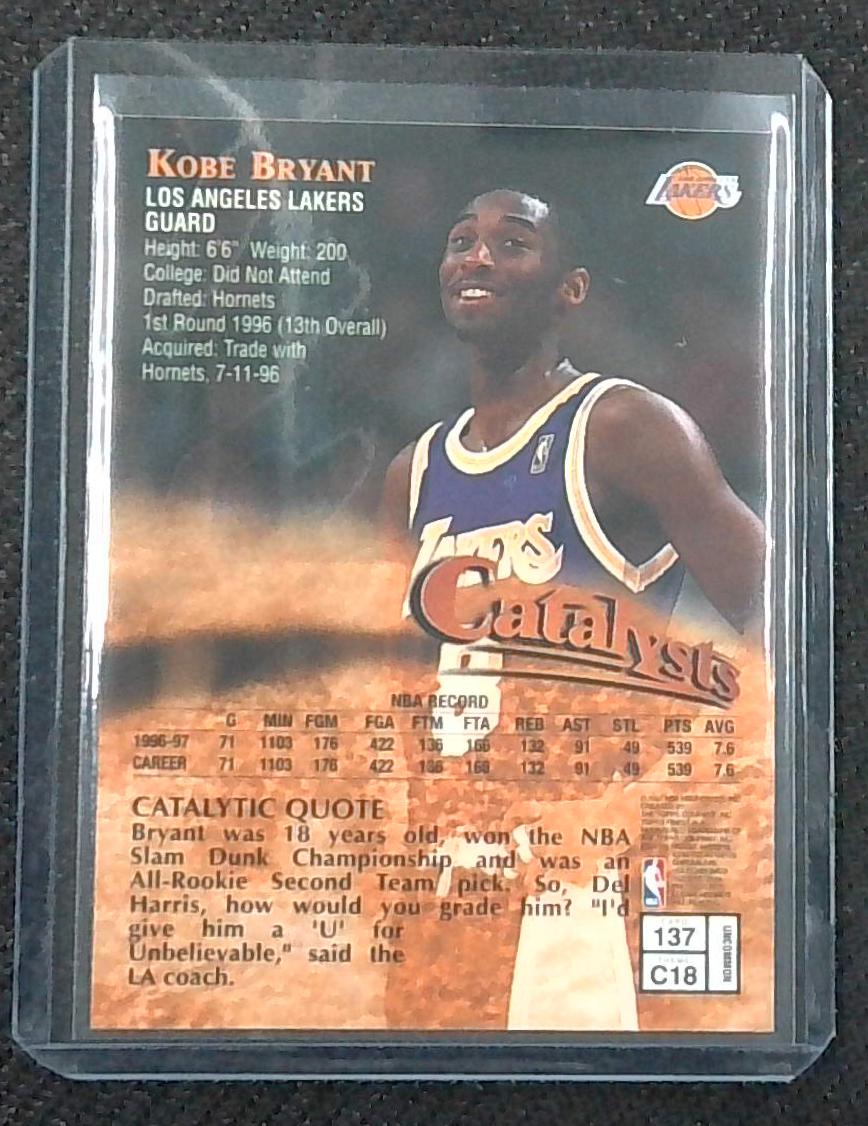 KOBE BRYANT
LOS ANGELES LAKERS
GUARD
Height: 6'6" Weight: 200
College: Did Not Attend
Drafted: Hornets
1st Round 1996 (13th Overall)
Acquired: Trade with
Hornets, 7-11-96
LAKERS
LAKERS
Catalysts
NBA RECORD
G MIN FGM FGA FTM FTA REB AST STL PTS AVG
1996-97 71 1103 176 422 136 166 132 91 49 539 7.6
CAREER 71 1103 176 422 136 166 132 91 49 539 7.6
CATALYTIC QUOTE
Bryant was 18 years old, won the NBA
Slam Dunk Championship and was an
All-Rookie Second Team pick. So, Del
Harris, how would you grade him? "I'd
give him a 'U' for
Unbelievable," said the
LA coach.
CARD
137
THEME
C18
UNCOMMON